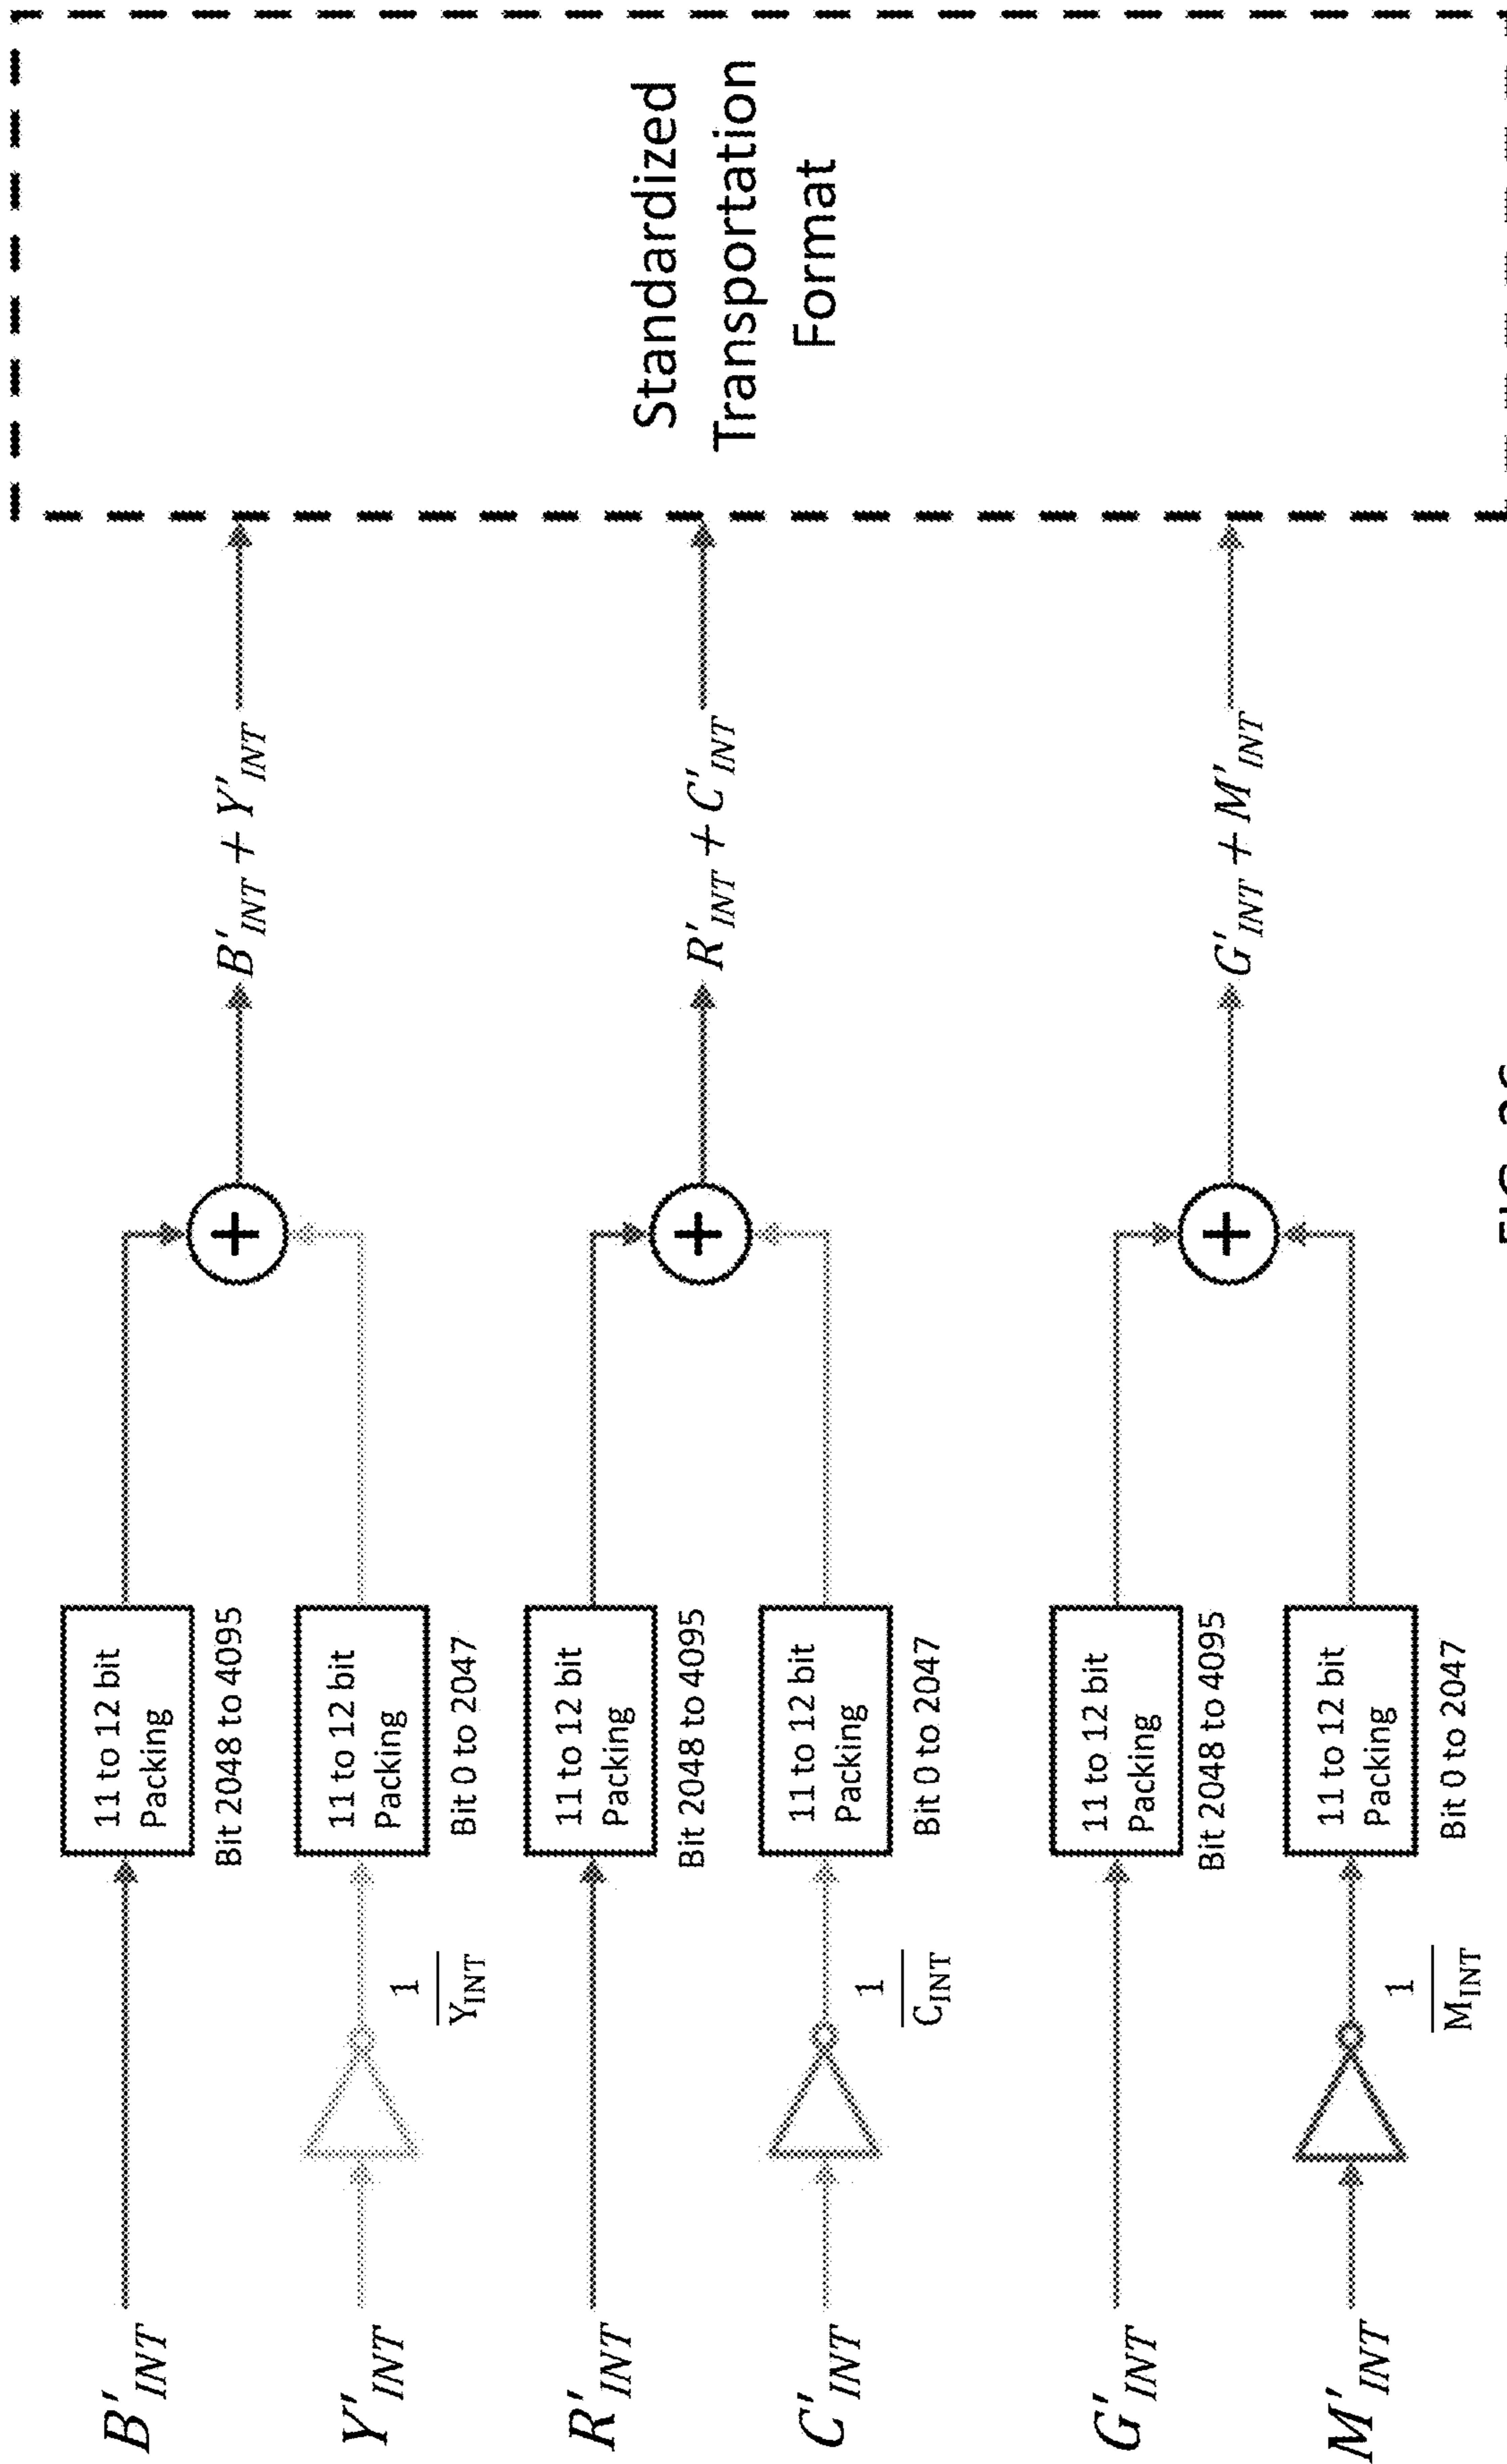 B'INT
11 to 12 bit
Packing
Bit 2048 to 4095
B'INT + Y'INT
Y'INT
1
YINT
11 to 12 bit
Packing
Bit 0 to 2047
R'INT
11 to 12 bit
Packing
Bit 2048 to 4095
R'INT + C'INT
C'INT
1
CINT
11 to 12 bit
Packing
Bit 0 to 2047
G'INT
11 to 12 bit
Packing
Bit 2048 to 4095
G'INT + M'INT
M'INT
1
MINT
11 to 12 bit
Packing
Bit 0 to 2047
+
+
+
Standardized
Transportation
Format